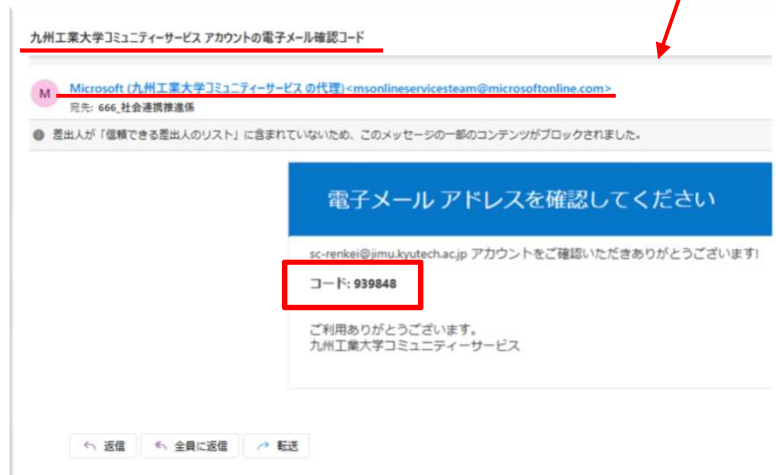 九州工業大学コミュニティーサービス アカウントの電子メール確認コード
M
Microsoft (九州工業大学コミュニティーサービス の代理)<msonlineservicesteam@microsoftonline.com>
宛先: 666_社会連携推進係
差出人が「信頼できる差出人のリスト」に含まれていないため、このメッセージの一部のコンテンツがブロックされました。
電子メール アドレスを確認してください
sc-renkei@jimu.kyutech.ac.jp アカウントをご確認いただきありがとうございます!
コード: 939848
ご利用ありがとうございます。
九州工業大学コミュニティーサービス
返信 全員に返信 転送